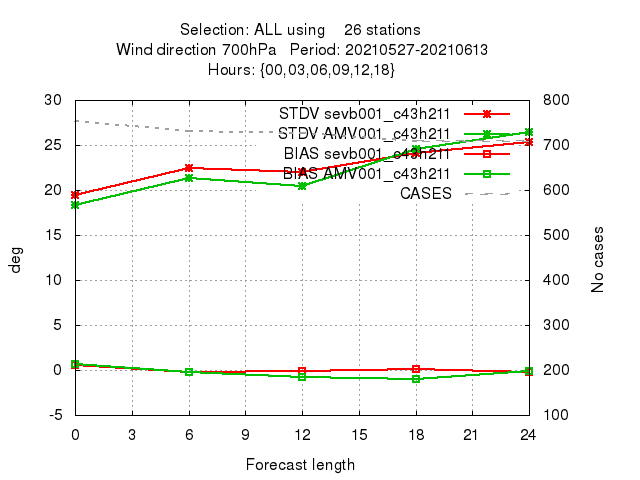 Selection: ALL using 26 stations
Wind direction 700hPa Period: 20210527-20210613
Hours: {00,03,06,09,12,18}
30 800
STDV sevb001_c43h211
STDV AMV001_c43h211
25 700
BIAS sevb001_c43h211
BIAS AMV001_c43h211
20 600
CASES
15 500
deg
No cases
10 400
5 300
0 200
-5 100
0 3 6 9 12 15 18 21 24
Forecast length